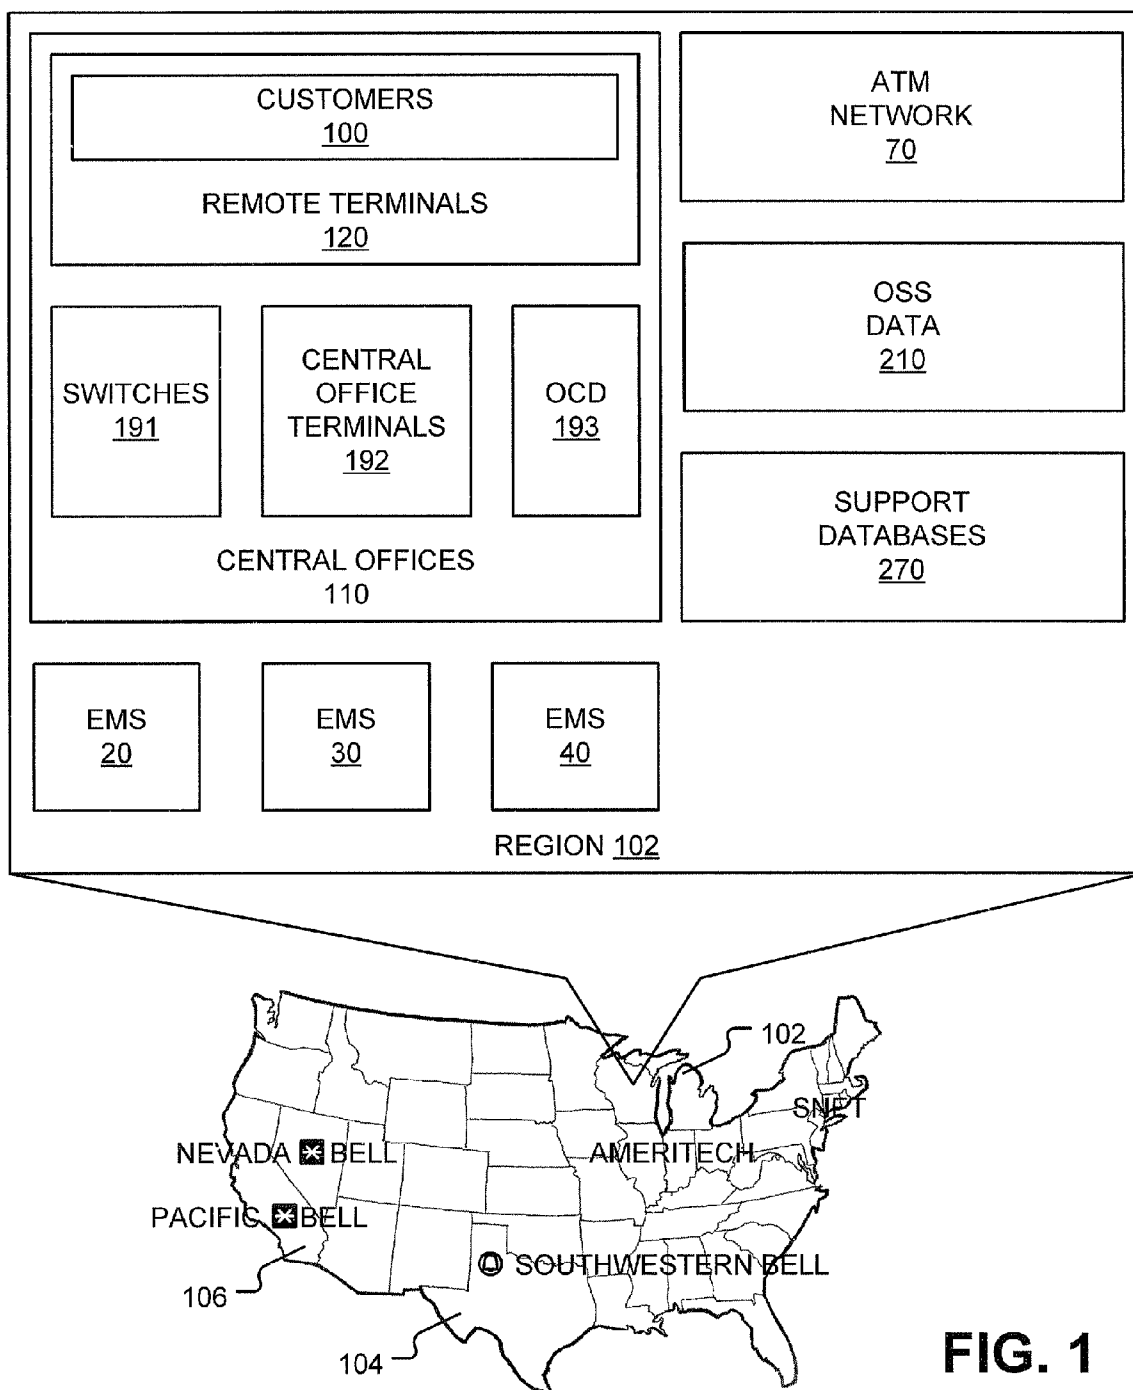 CUSTOMERS
100
REMOTE TERMINALS
120
SWITCHES
191
CENTRAL
OFFICE
TERMINALS
192
OCD
193
CENTRAL OFFICES
110
ATM
NETWORK
70
OSS
DATA
210
SUPPORT
DATABASES
270
EMS
20
EMS
30
EMS
40
REGION 102
102
SNET
NEVADA BELL
AMERITECH
PACIFIC BELL
SOUTHWESTERN BELL
106
104
FIG. 1